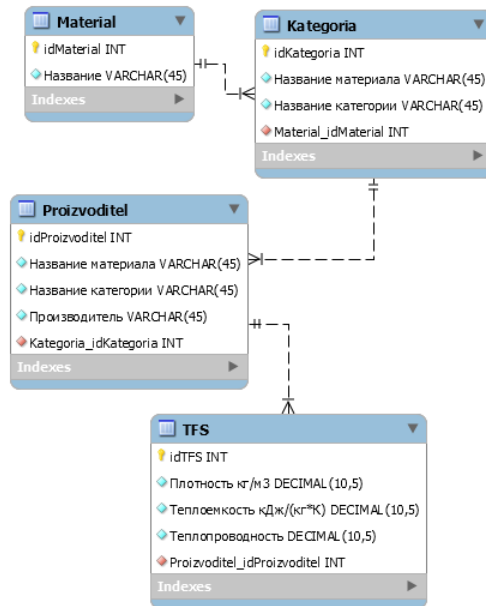 Material
idMaterial INT
Название VARCHAR(45)
Indexes
Kategoria
idKategoria INT
Название материала VARCHAR(45)
Название категории VARCHAR(45)
Material_idMaterial INT
Indexes
Proizvoditel
idProizvoditel INT
Название материала VARCHAR(45)
Название категории VARCHAR(45)
Производитель VARCHAR(45)
Kategoria_idKategoria INT
Indexes
TFS
idTFS INT
Плотность кг/м3 DECIMAL(10,5)
Теплоемкость кДж/(кг*К) DECIMAL(10,5)
Теплопроводность DECIMAL(10,5)
Proizvoditel_idProizvoditel INT
Indexes